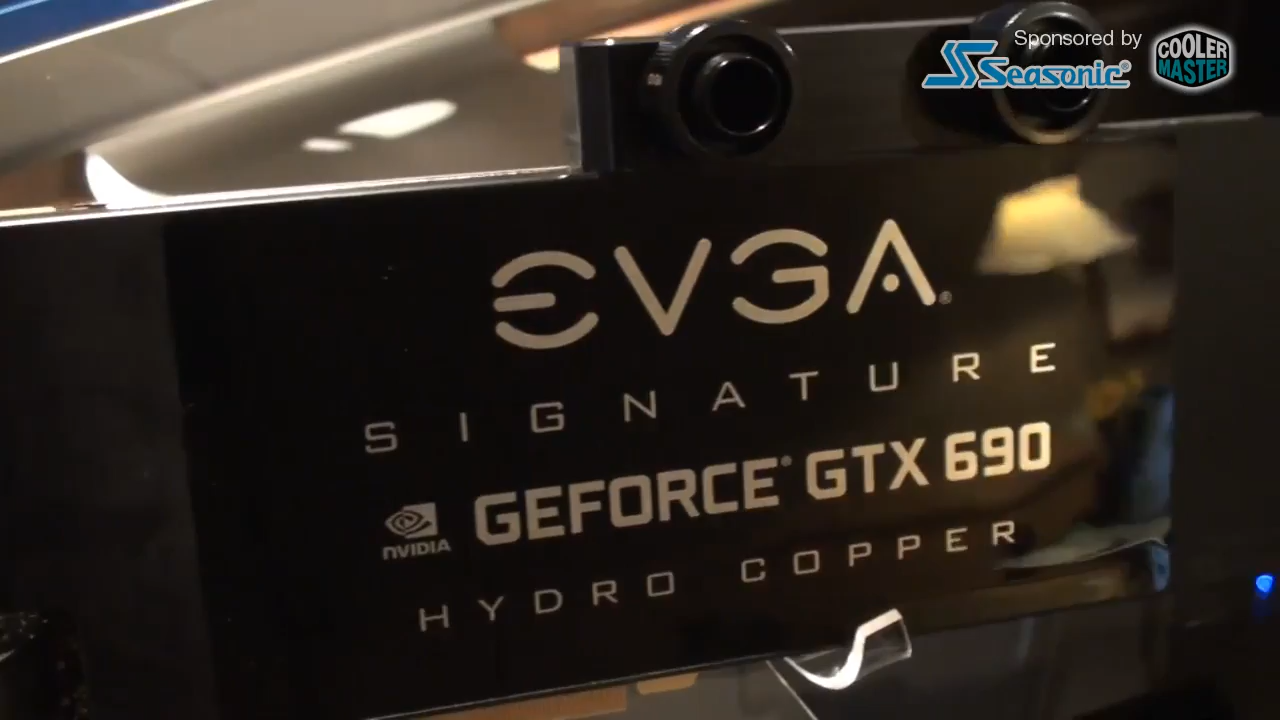 Sponsored by
Seasonic®
COOLER MASTER
EVGA®
SIGNATURE
NVIDIA GEFORCE® GTX 690
HYDRO COPPER